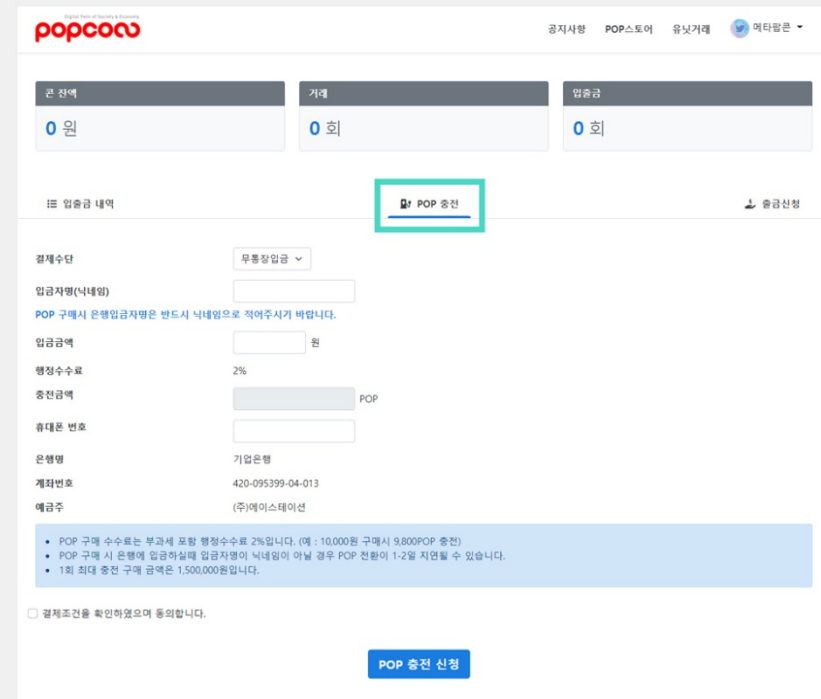 Digital Twin of Society & Economy
popcoon
공지사항 POP스토어 유닛거래 메타팝콘
콘 잔액 거래 입출금
0 원 0 회 0 회
입출금 내역 POP 충전 출금신청
결제수단 무통장입금
입금자명(닉네임)
POP 구매시 은행입금자명은 반드시 닉네임으로 적어주시기 바랍니다.
입금금액 원
행정수수료 2%
충전금액 POP
휴대폰 번호
은행명 기업은행
계좌번호 420-095399-04-013
예금주 (주)에이스테이션
• POP 구매 수수료는 부과세 포함 행정수수료 2%입니다. (예 : 10,000원 구매시 9,800POP 충전)
• POP 구매 시 은행에 입금하실때 입금자명이 닉네임이 아닐 경우 POP 전환이 1-2일 지연될 수 있습니다.
• 1회 최대 충전 구매 금액은 1,500,000원입니다.
결제조건을 확인하였으며 동의합니다.
POP 충전 신청